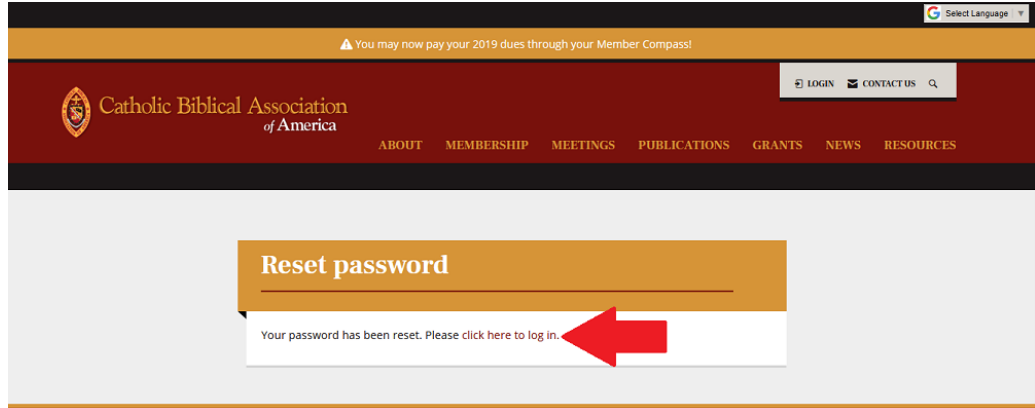 Select Language
You may now pay your 2019 dues through your Member Compass!
LOGIN CONTACT US
Catholic Biblical Association
of America
ABOUT MEMBERSHIP MEETINGS PUBLICATIONS GRANTS NEWS RESOURCES
Reset password
Your password has been reset. Please click here to log in.